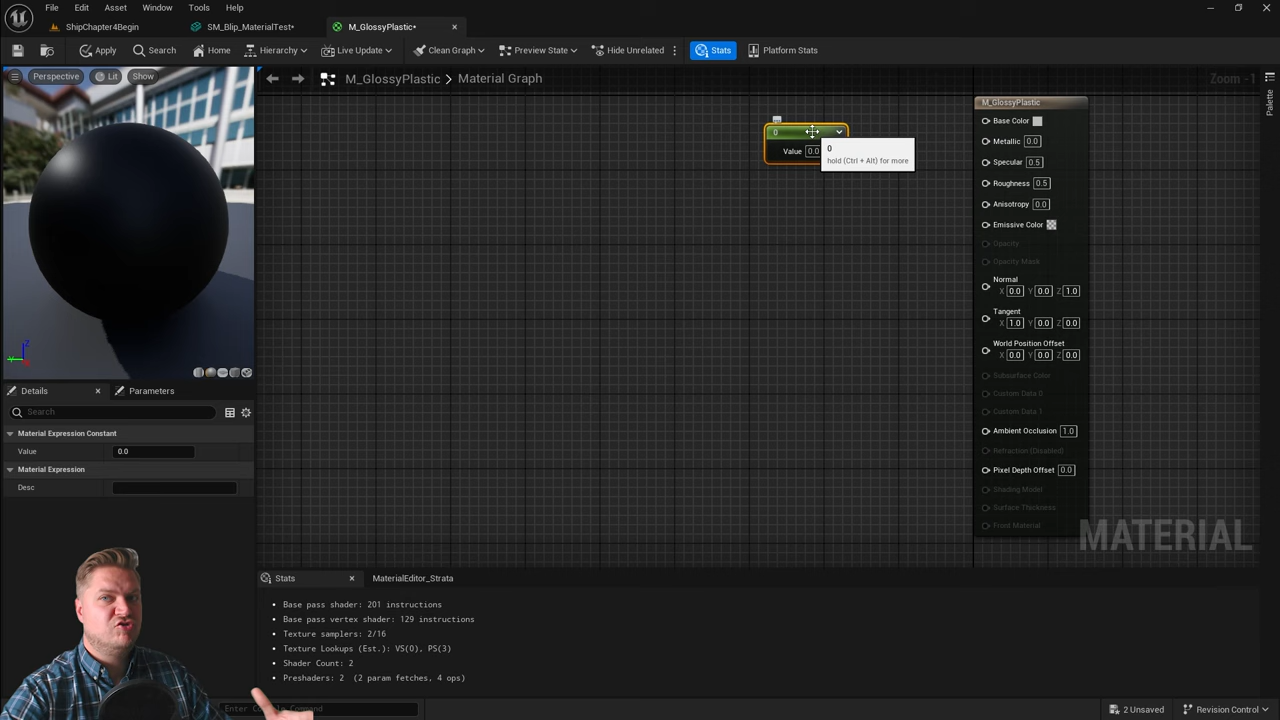 File Edit Asset Window Tools Help
ShipChapter4Begin SM_Blip_MaterialTest* M_GlossyPlastic*
Apply Search Home Hierarchy Live Update Clean Graph Preview State Hide Unrelated Stats Platform Stats
Perspective Lit Show
M_GlossyPlastic > Material Graph
Zoom -1
Palette
0
Value 0.0
0
hold (Ctrl + Alt) for more
M_GlossyPlastic
Base Color
Metallic 0.0
Specular 0.5
Roughness 0.5
Anisotropy 0.0
Emissive Color
Opacity
Opacity Mask
Normal
X 0.0 Y 0.0 Z 1.0
Tangent
X 1.0 Y 0.0 Z 0.0
World Position Offset
X 0.0 Y 0.0 Z 0.0
Subsurface Color
Custom Data 0
Custom Data 1
Ambient Occlusion 1.0
Refraction (Disabled)
Pixel Depth Offset 0.0
Shading Model
Surface Thickness
Front Material
MATERIAL
Z
Y
Details Parameters
Search
Material Expression Constant
Value 0.0
Material Expression
Desc
Stats MaterialEditor_Strata
Base pass shader: 201 instructions
Base pass vertex shader: 129 instructions
Texture samplers: 2/16
Texture Lookups (Est.): VS(0), PS(3)
Shader Count: 2
Preshaders: 2 (2 param fetches, 4 ops)
Enter Console Command
2 Unsaved Revision Control